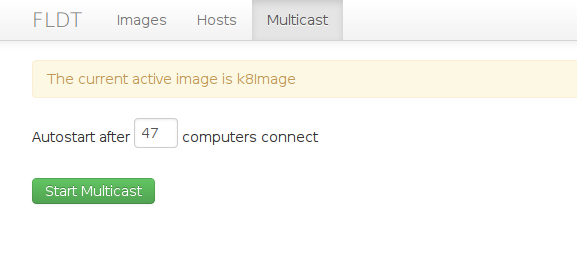 FLDT Images Hosts Multicast
The current active image is k8Image
Autostart after 47 computers connect
Start Multicast